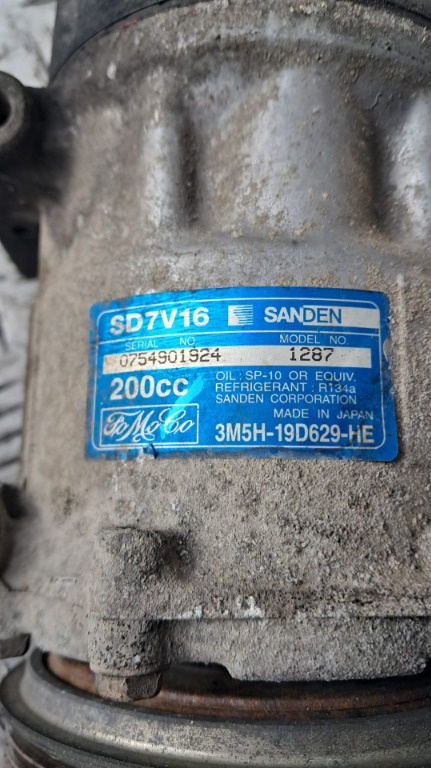 SD7V16 SANDEN
SERIAL NO. MODEL NO.
0754901924 1287
200cc OIL : SP-10 OR EQUIV.
REFRIGERANT : R134a
SANDEN CORPORATION
MADE IN JAPAN
FoMoCo 3M5H-19D629-HE